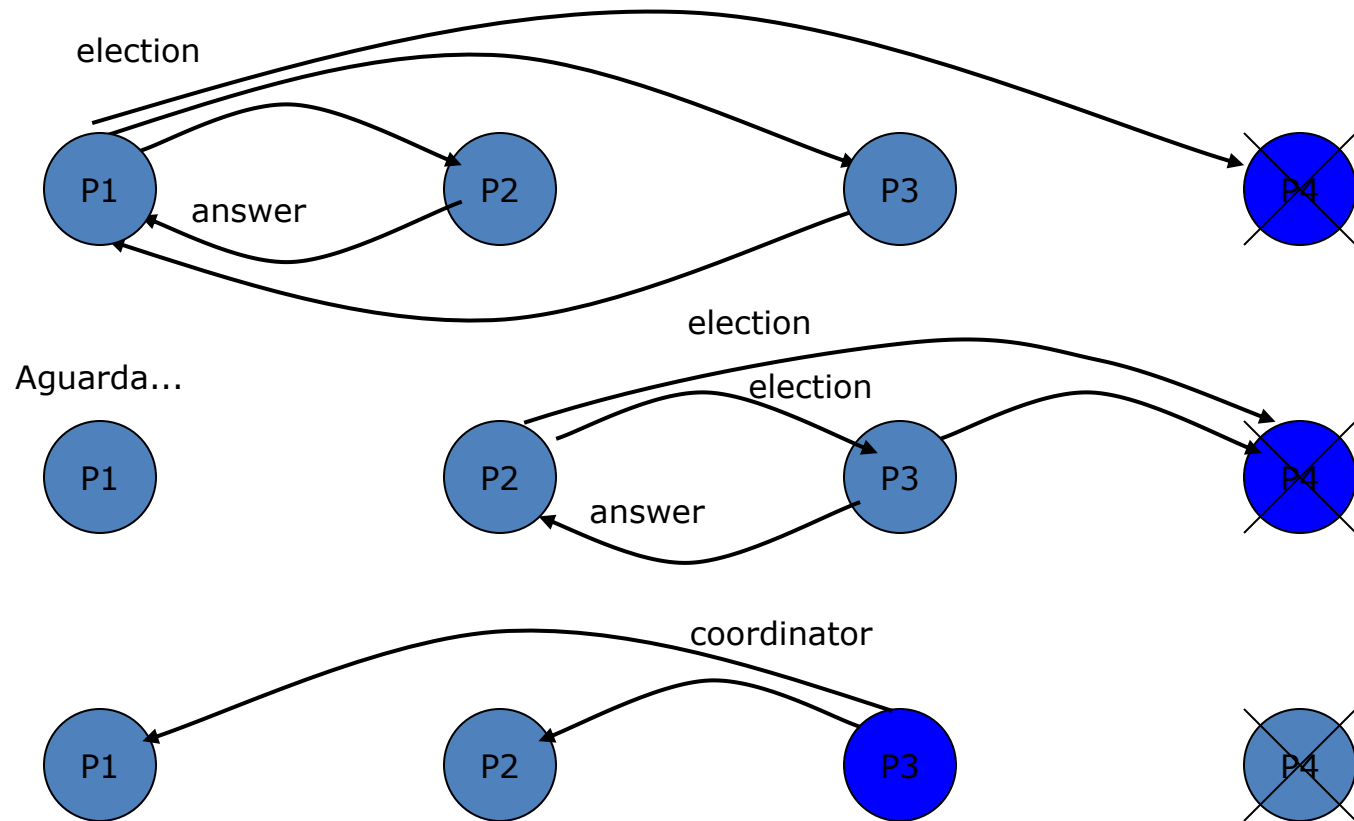 election
P1
answer
P2
P3
P4
election
Aguarda...
election
P1
P2
P3
P4
answer
coordinator
P1
P2
P3
P4